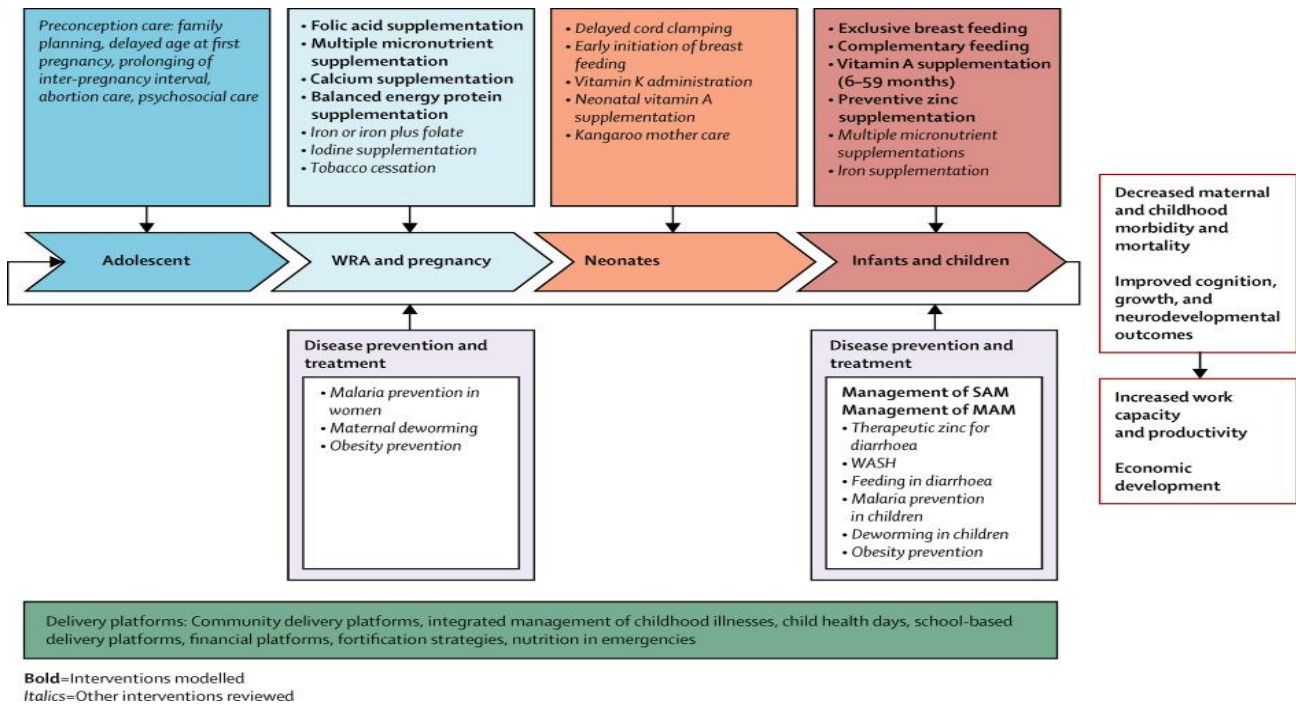 Preconception care: family
planning, delayed age at first
pregnancy, prolonging of
inter-pregnancy interval,
abortion care, psychosocial care
• Folic acid supplementation
• Multiple micronutrient
supplementation
• Calcium supplementation
• Balanced energy protein
supplementation
• Iron or iron plus folate
• Iodine supplementation
• Tobacco cessation
• Delayed cord clamping
• Early initiation of breast
feeding
• Vitamin K administration
• Neonatal vitamin A
supplementation
• Kangaroo mother care
• Exclusive breast feeding
• Complementary feeding
• Vitamin A supplementation
(6–59 months)
• Preventive zinc
supplementation
• Multiple micronutrient
supplementations
• Iron supplementation
Adolescent
WRA and pregnancy
Neonates
Infants and children
Disease prevention and
treatment
• Malaria prevention in
women
• Maternal deworming
• Obesity prevention
Disease prevention and
treatment
Management of SAM
Management of MAM
• Therapeutic zinc for
diarrhoea
• WASH
• Feeding in diarrhoea
• Malaria prevention
in children
• Deworming in children
• Obesity prevention
Decreased maternal
and childhood
morbidity and
mortality
Improved cognition,
growth, and
neurodevelopmental
outcomes
Increased work
capacity
and productivity
Economic
development
Delivery platforms: Community delivery platforms, integrated management of childhood illnesses, child health days, school-based
delivery platforms, financial platforms, fortification strategies, nutrition in emergencies
Bold=Interventions modelled
Italics=Other interventions reviewed